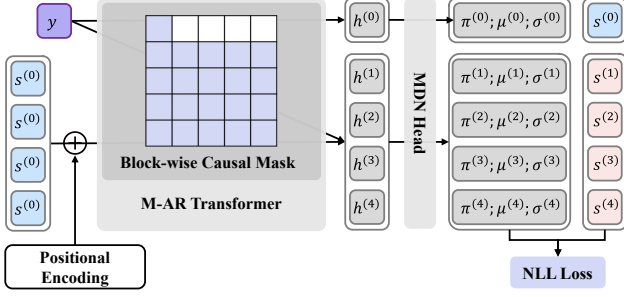 y
h^{(0)}
π^{(0)}; μ^{(0)}; σ^{(0)}
s^{(0)}
s^{(0)}
s^{(0)}
s^{(0)}
s^{(0)}
Block-wise Causal Mask
M-AR Transformer
Positional
Encoding
h^{(1)}
h^{(2)}
h^{(3)}
h^{(4)}
MDN Head
π^{(1)}; μ^{(1)}; σ^{(1)}
π^{(2)}; μ^{(2)}; σ^{(2)}
π^{(3)}; μ^{(3)}; σ^{(3)}
π^{(4)}; μ^{(4)}; σ^{(4)}
s^{(1)}
s^{(2)}
s^{(3)}
s^{(4)}
NLL Loss